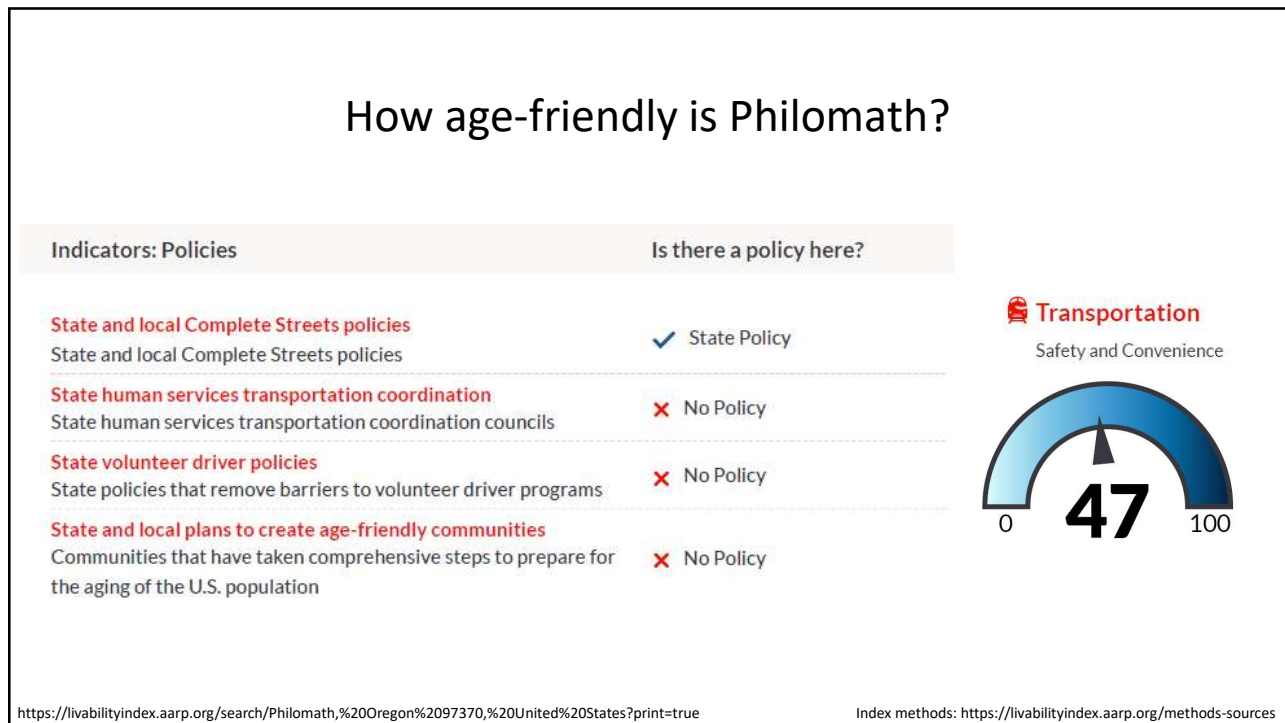 How age-friendly is Philomath?
Indicators: Policies
Is there a policy here?
State and local Complete Streets policies
State and local Complete Streets policies
State Policy
State human services transportation coordination
State human services transportation coordination councils
No Policy
State volunteer driver policies
State policies that remove barriers to volunteer driver programs
No Policy
State and local plans to create age-friendly communities
Communities that have taken comprehensive steps to prepare for
the aging of the U.S. population
No Policy
Transportation
Safety and Convenience
0
47
100
https://livabilityindex.aarp.org/search/Philomath,%20Oregon%2097370,%20United%20States?print=true
Index methods: https://livabilityindex.aarp.org/methods-sources